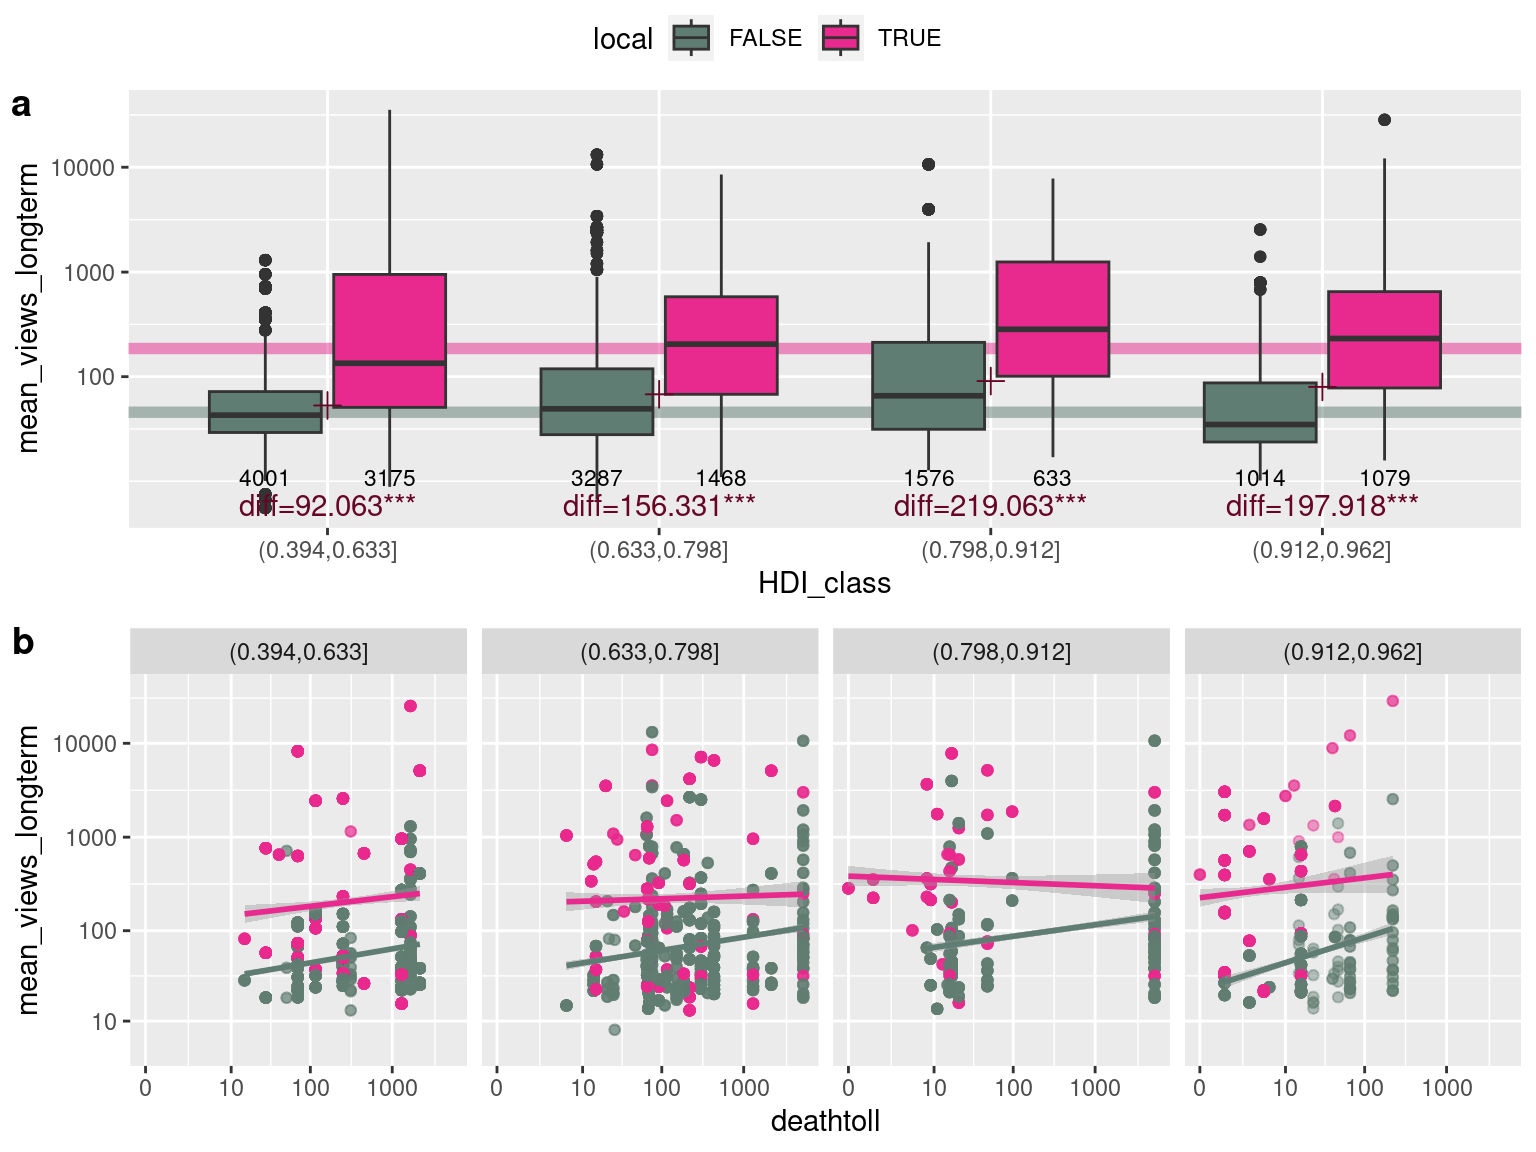 local FALSE TRUE
a
mean_views_longterm
10000
1000
100
4001 3175 3287 1468 1576 633 1014 1079
diff=92.063*** diff=156.331*** diff=219.063*** diff=197.918***
(0.394,0.633] (0.633,0.798] (0.798,0.912] (0.912,0.962]
HDI_class
b
(0.394,0.633] (0.633,0.798] (0.798,0.912] (0.912,0.962]
mean_views_longterm
10000
1000
100
10
0 10 100 1000 0 10 100 1000 0 10 100 1000 0 10 100 1000
deathtoll